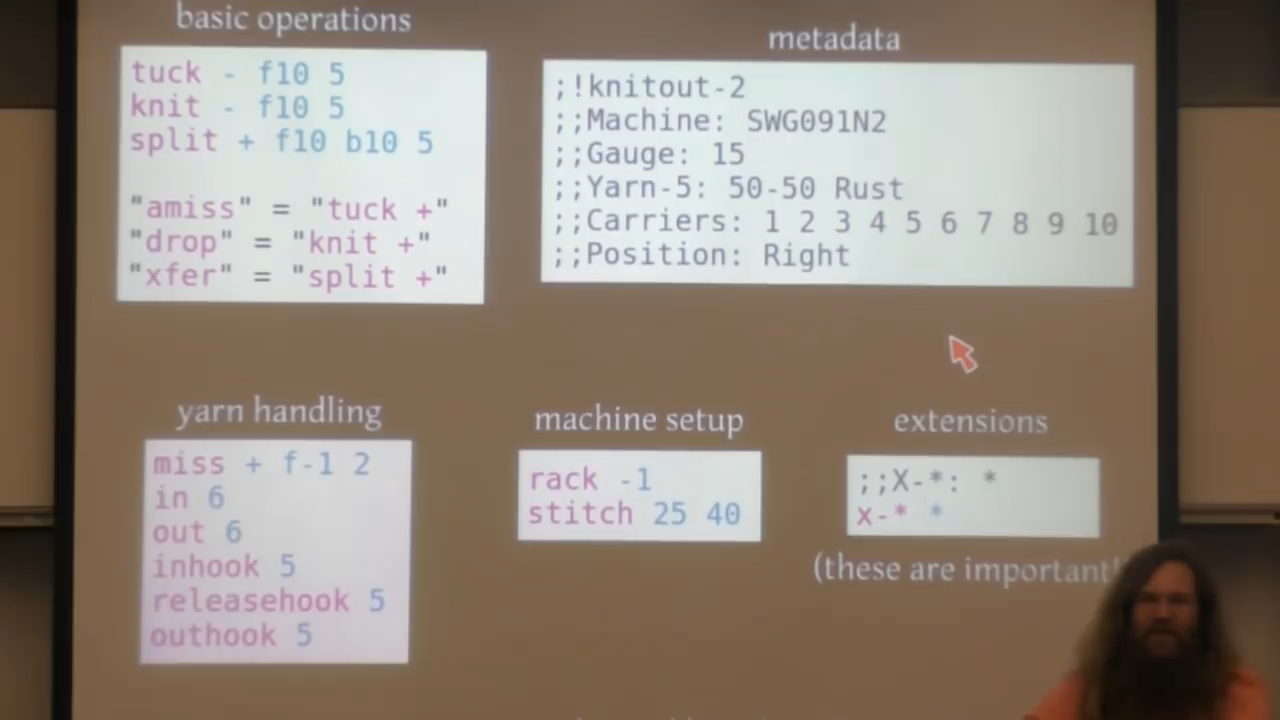 basic operations
tuck - f10 5
knit - f10 5
split + f10 b10 5
"amiss" = "tuck +"
"drop" = "knit +"
"xfer" = "split +"
metadata
;!knitout-2
;;Machine: SWG091N2
;;Gauge: 15
;;Yarn-5: 50-50 Rust
;;Carriers: 1 2 3 4 5 6 7 8 9 10
;;Position: Right
yarn handling
miss + f-1 2
in 6
out 6
inhook 5
releasehook 5
outhook 5
machine setup
rack -1
stitch 25 40
extensions
;;X-*: *
x-* *
(these are important!